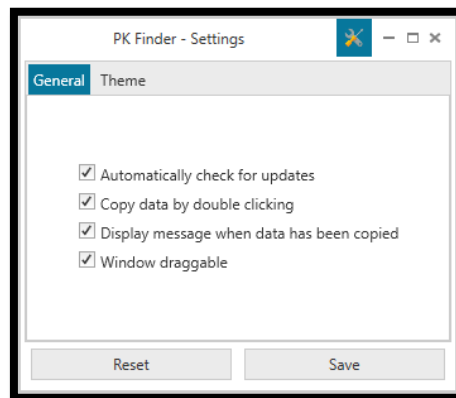 PK Finder - Settings
General Theme
Automatically check for updates
Copy data by double clicking
Display message when data has been copied
Window draggable
Reset Save